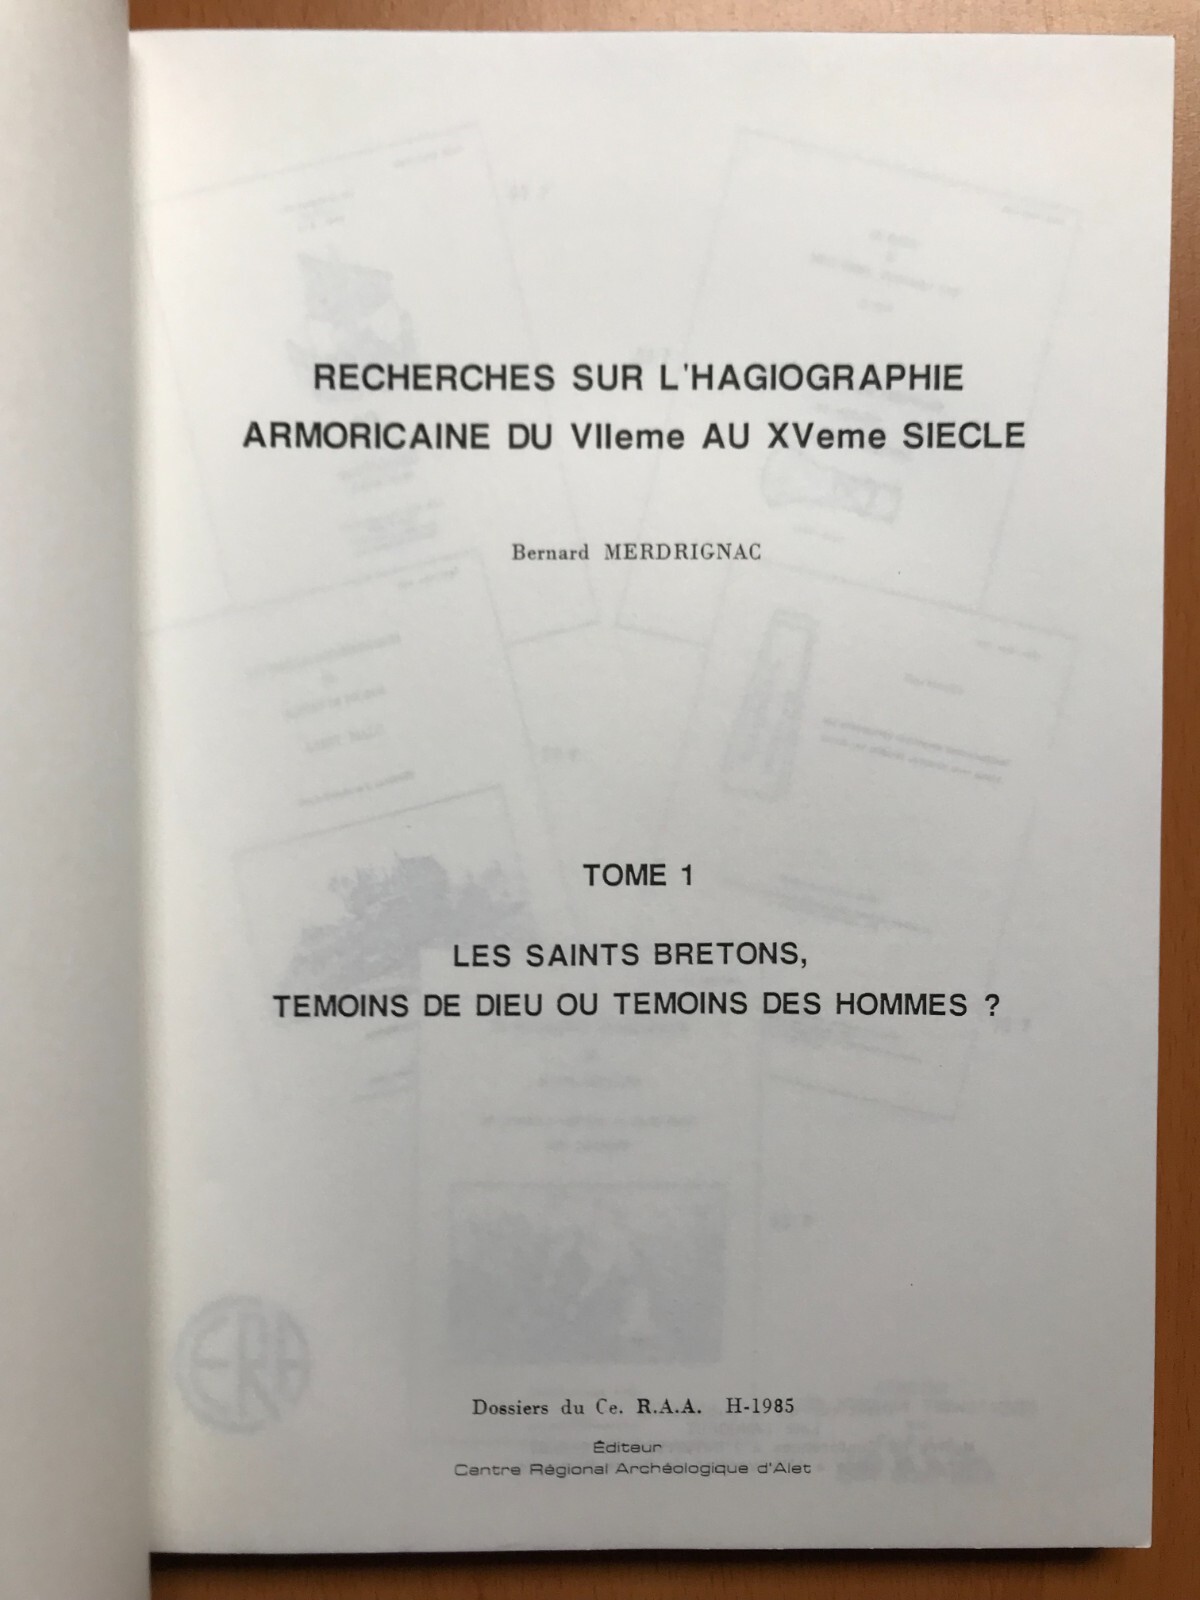 RECHERCHES SUR L'HAGIOGRAPHIE
ARMORICAINE DU VIIeme AU XVeme SIECLE
Bernard MERDRIGNAC
TOME 1
LES SAINTS BRETONS,
TEMOINS DE DIEU OU TEMOINS DES HOMMES ?
Dossiers du Ce. R.A.A. H-1985
Éditeur
Centre Régional Archéologique d'Alet